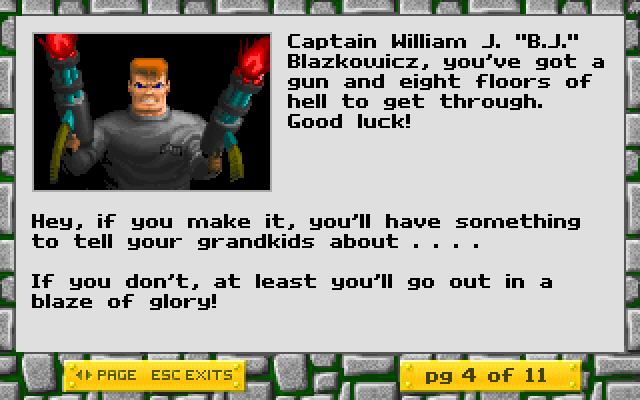 Captain William J. "B.J."
Blazkowicz, you've got a
gun and eight floors of
hell to get through.
Good luck!
Hey, if you make it, you'll have something
to tell your grandkids about . . . .
If you don't, at least you'll go out in a
blaze of glory!
PAGE ESC EXITS
pg 4 of 11